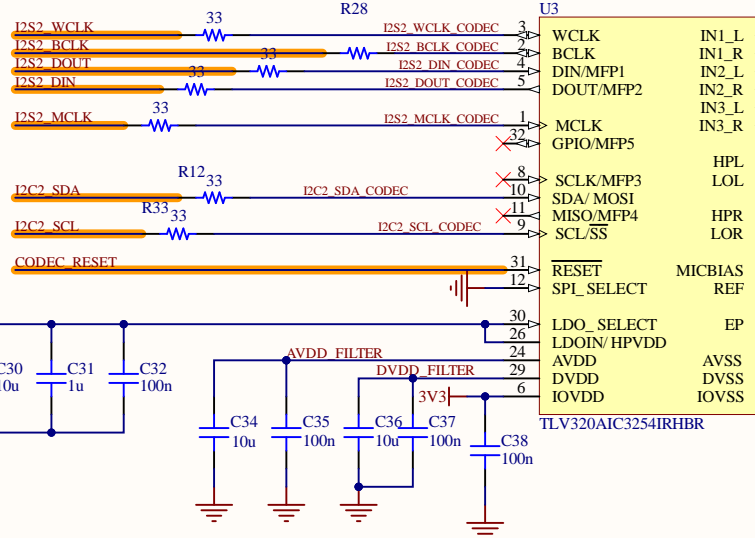 U3
33 R28
I2S2_WCLK I2S2_WCLK_CODEC 3 WCLK IN1_L
I2S2_BCLK I2S2_BCLK_CODEC 2 BCLK IN1_R
33
I2S2_DOUT I2S2_DIN_CODEC 4 DIN/MFP1 IN2_L
33
I2S2_DIN I2S2_DOUT_CODEC 5 DOUT/MFP2 IN2_R
IN3_L
33
I2S2_MCLK I2S2_MCLK_CODEC 1 MCLK IN3_R
32 GPIO/MFP5
HPL
R12
33
8 SCLK/MFP3 LOL
I2C2_SDA I2C2_SDA_CODEC 10 SDA/ MOSI
R33
33
11 MISO/MFP4 HPR
I2C2_SCL I2C2_SCL_CODEC 9 SCL/SS LOR
CODEC_RESET 31 RESET MICBIAS
12 SPI_ SELECT REF
30 LDO_ SELECT EP
26 LDOIN/ HPVDD
AVDD_FILTER 24 AVDD AVSS
DVDD_FILTER 29 DVDD DVSS
3V3 6 IOVDD IOVSS
C30 C31 C32
10u 1u 100n
C34 C35 C36 C37
10u 100n 10u 100n
C38
100n
TLV320AIC3254IRHBR